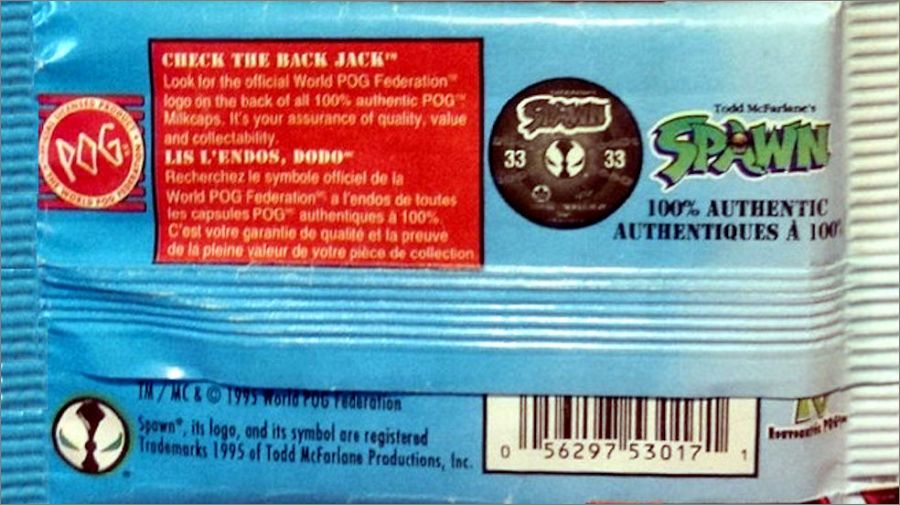 CHECK THE BACK JACK™
Look for the official World POG Federation™
logo on the back of all 100% authentic POG™
Milkcaps. It's your assurance of quality, value
and collectability.
LIS L'ENDOS, DODO™
Recherchez le symbole officiel de la
World POG Federation™ a l'endos de toutes
les capsules POG™ authentiques à 100%.
C'est votre garantie de qualité et la preuve
de la pleine valeur de votre pièce de collection
POG
THE WORLD POG FEDERATION
SPAWN
33 33
Todd McFarlane's
SPAWN
100% AUTHENTIC
AUTHENTIQUES À 100
TM / MC & © 1995 World POG Federation
Spawn®, its logo, and its symbol are registered
Trademarks 1995 of Todd McFarlane Productions, Inc.
0 56297 53017 1